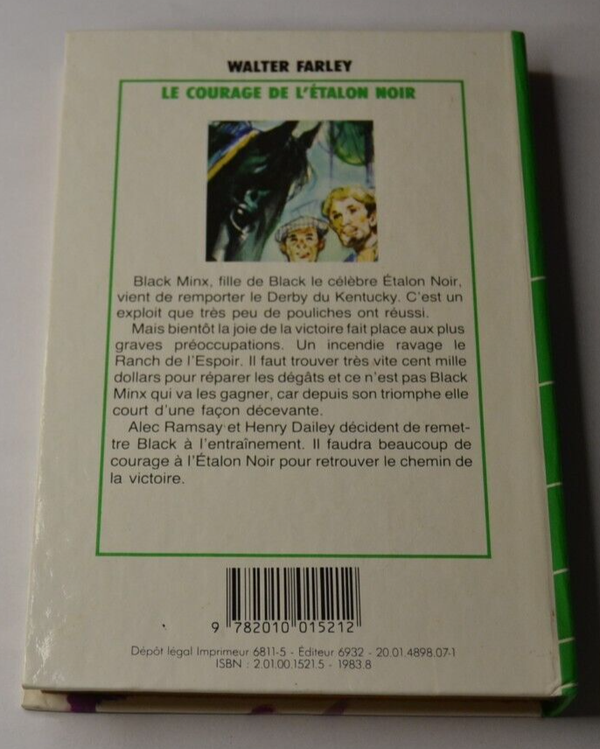 WALTER FARLEY
LE COURAGE DE L'ÉTALON NOIR
Black Minx, fille de Black le célèbre Étalon Noir,
vient de remporter le Derby du Kentucky. C'est un
exploit que très peu de pouliches ont réussi.
Mais bientôt la joie de la victoire fait place aux plus
graves préoccupations. Un incendie ravage le
Ranch de l'Espoir. Il faut trouver très vite cent mille
dollars pour réparer les dégâts et ce n'est pas Black
Minx qui va les gagner, car depuis son triomphe elle
court d'une façon décevante.
Alec Ramsay et Henry Dailey décident de remet-
tre Black à l'entraînement. Il faudra beaucoup de
courage à l'Étalon Noir pour retrouver le chemin de
la victoire.
9 782010 015212
Dépôt légal Imprimeur 6811-5 - Éditeur 6932 - 20.01.4898.07-1
ISBN : 2.01.00.1521.5 - 1983.8